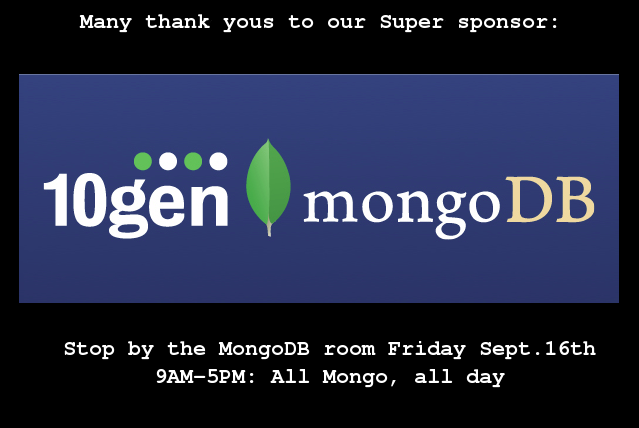 Many thank yous to our Super sponsor:
10gen mongoDB
Stop by the MongoDB room Friday Sept.16th
9AM–5PM: All Mongo, all day